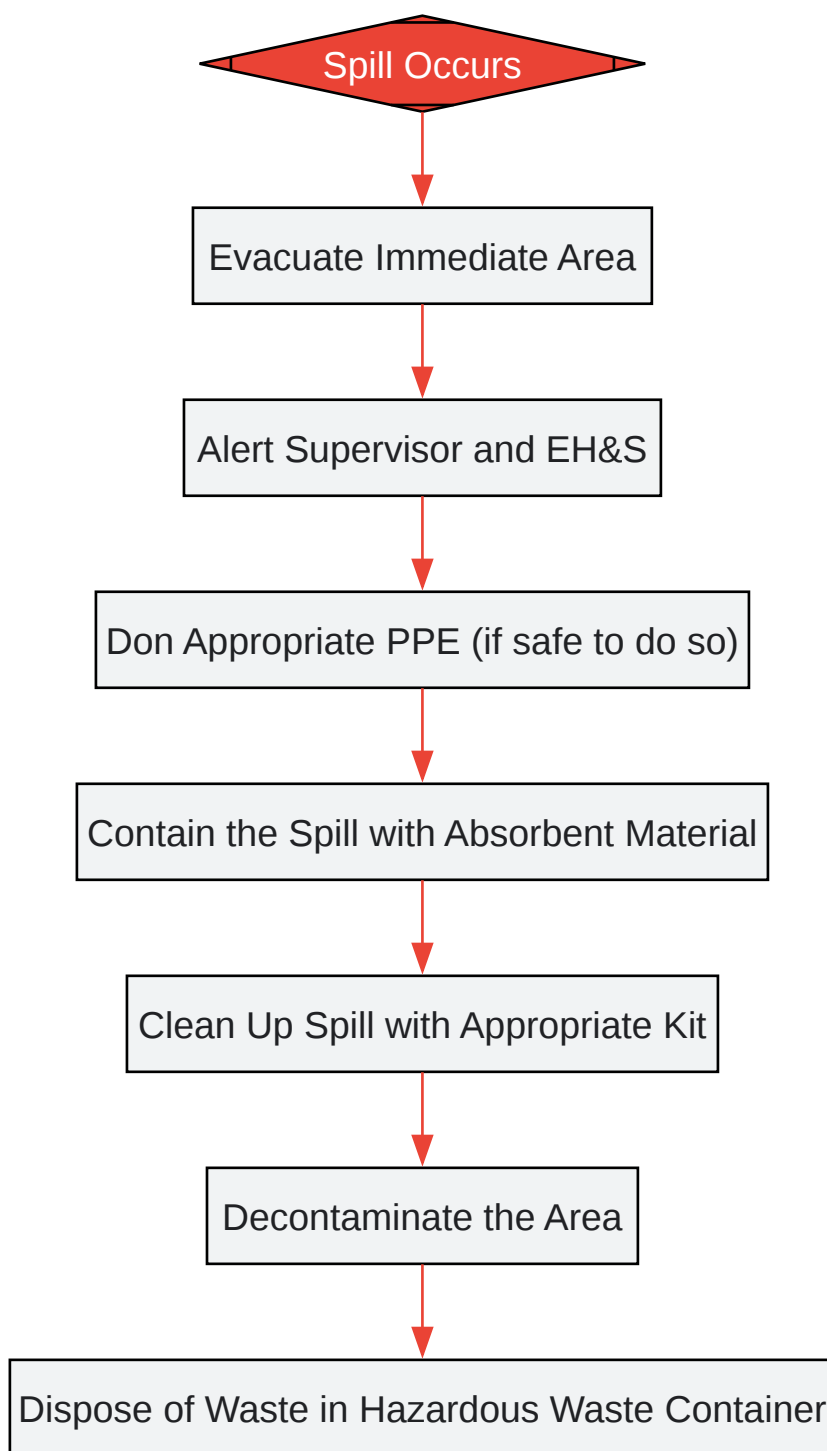 Spill Occurs
Evacuate Immediate Area
Alert Supervisor and EH&S
Don Appropriate PPE (if safe to do so)
Contain the Spill with Absorbent Material
Clean Up Spill with Appropriate Kit
Decontaminate the Area
Dispose of Waste in Hazardous Waste Container